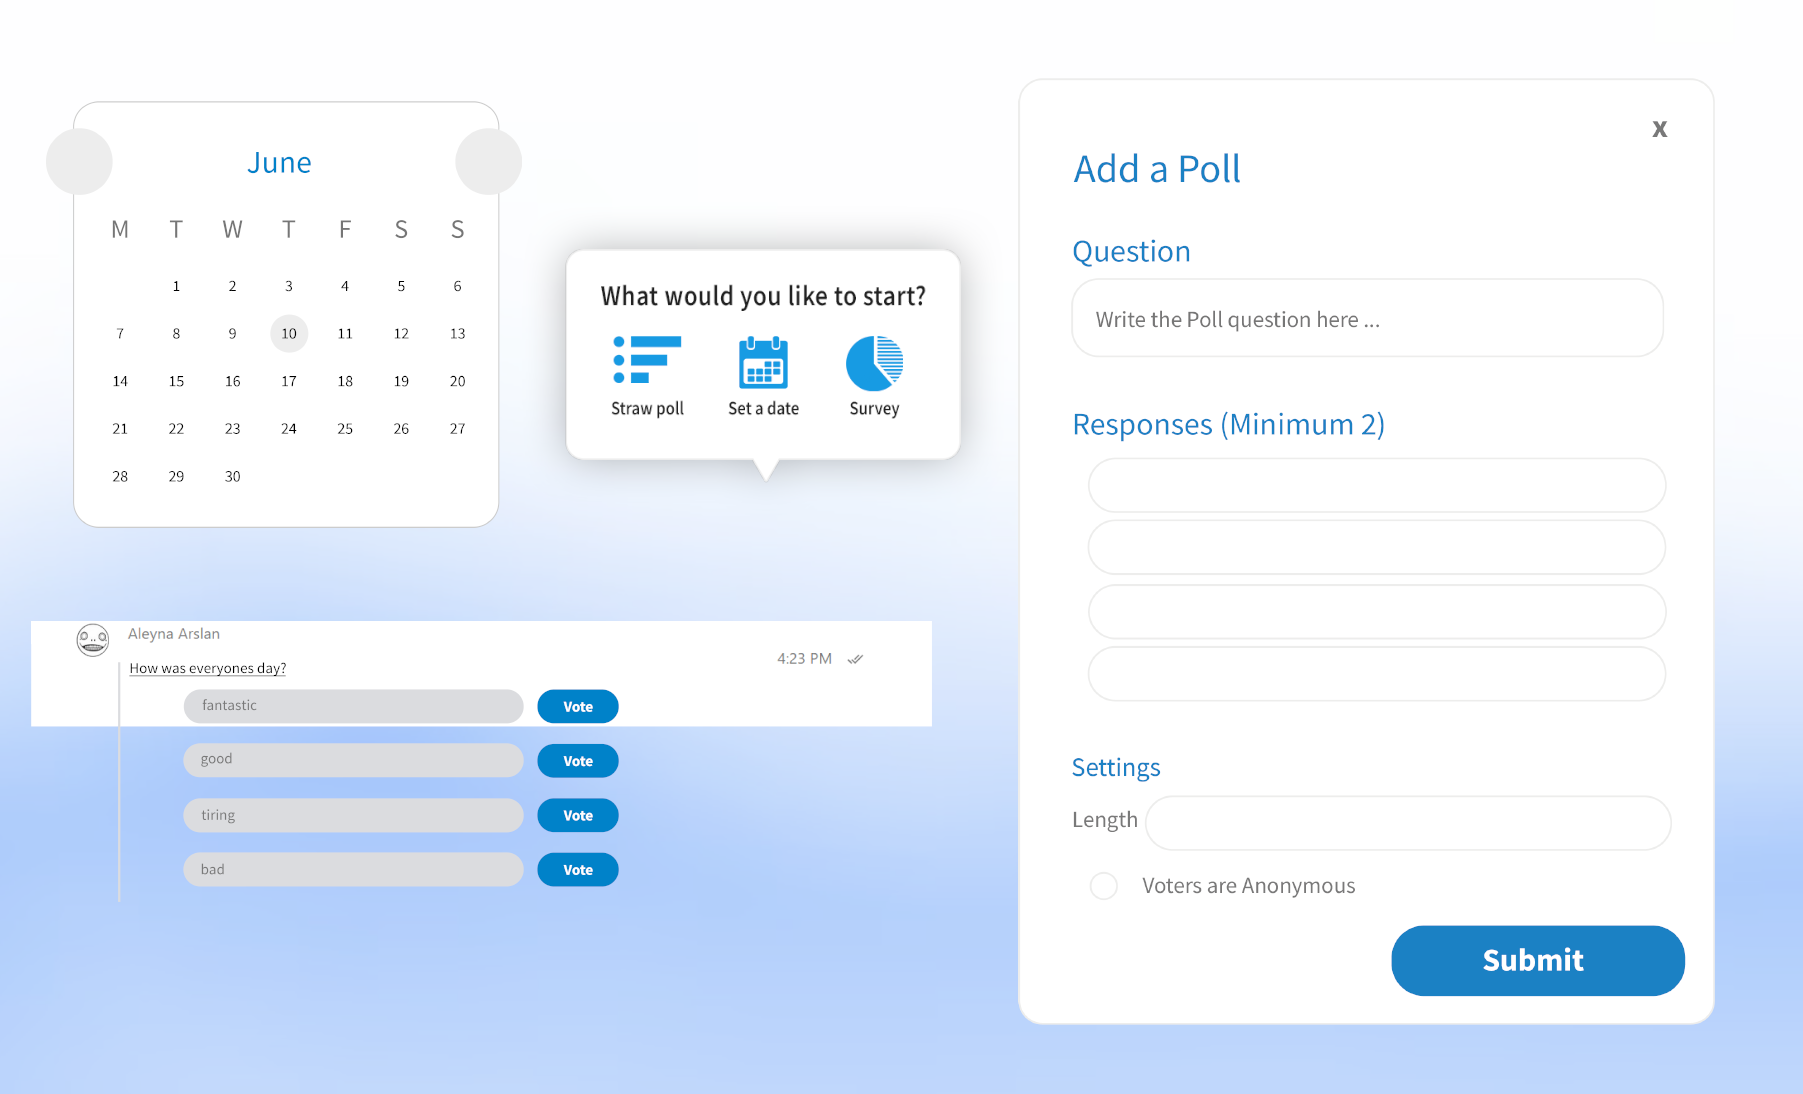 June
M T W T F S S
1 2 3 4 5 6
7 8 9 10 11 12 13
14 15 16 17 18 19 20
21 22 23 24 25 26 27
28 29 30
What would you like to start?
Straw poll Set a date Survey
Aleyna Arslan
How was everyones day?
4:23 PM
fantastic Vote
good Vote
tiring Vote
bad Vote
x
Add a Poll
Question
Write the Poll question here ...
Responses (Minimum 2)
Settings
Length
Voters are Anonymous
Submit